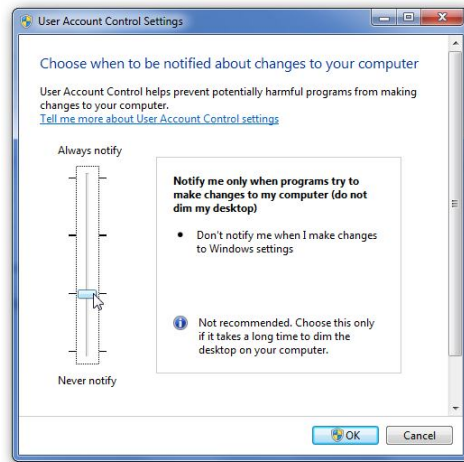 User Account Control Settings
Choose when to be notified about changes to your computer
User Account Control helps prevent potentially harmful programs from making
changes to your computer.
Tell me more about User Account Control settings
Always notify
Notify me only when programs try to
make changes to my computer (do not
dim my desktop)
• Don't notify me when I make changes
to Windows settings
Not recommended. Choose this only
if it takes a long time to dim the
desktop on your computer.
Never notify
OK
Cancel